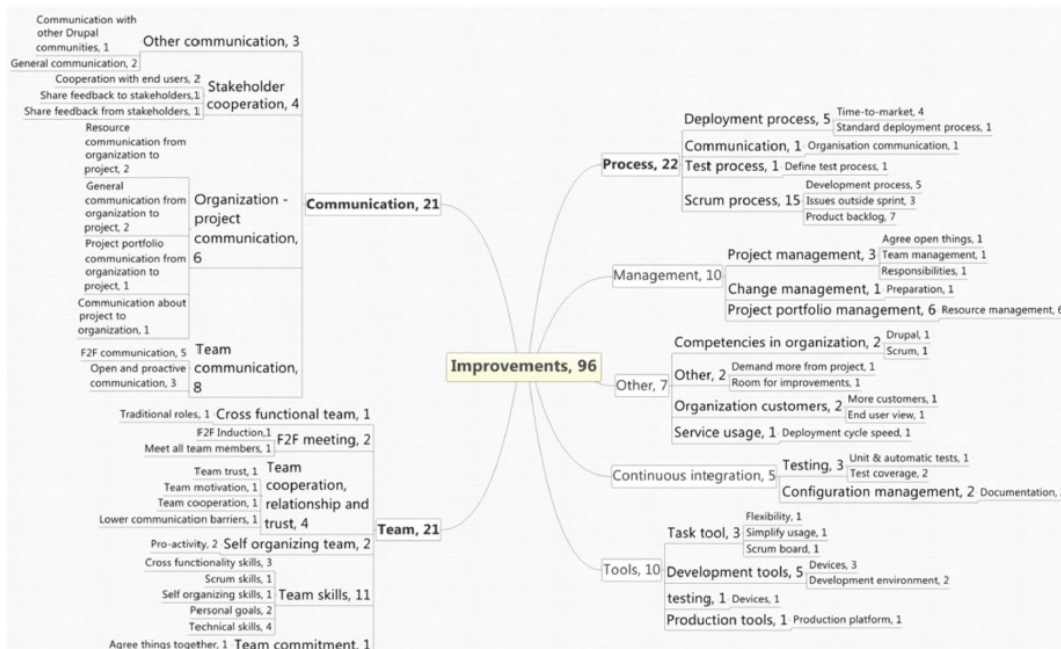 Communication with
other Drupal
communities, 1
General communication, 2
Other communication, 3
Cooperation with end users, 2
Share feedback to stakeholders,1
Share feedback from stakeholders, 1
Stakeholder
cooperation, 4
Resource
communication from
organization to
project, 2
General
communication from
organization to
project, 2
Project portfolio
communication from
organization to
project, 1
Communication about
project to
organization, 1
Organization -
project
communication,
6
F2F communication, 5
Open and proactive
communication, 3
Team
communication,
8
Communication, 21
Traditional roles, 1
Cross functional team, 1
F2F Induction,1
Meet all team members, 1
F2F meeting, 2
Team trust, 1
Team motivation, 1
Team cooperation, 1
Lower communication barriers, 1
Team
cooperation,
relationship and
trust, 4
Pro-activity, 2
Self organizing team, 2
Cross functionality skills, 3
Scrum skills, 1
Self organizing skills, 1
Personal goals, 2
Technical skills, 4
Team skills, 11
Agree things together, 1
Team commitment, 1
Team, 21
Improvements, 96
Process, 22
Deployment process, 5
Time-to-market, 4
Standard deployment process, 1
Communication, 1
Organisation communication, 1
Test process, 1
Define test process, 1
Scrum process, 15
Development process, 5
Issues outside sprint, 3
Product backlog, 7
Management, 10
Project management, 3
Agree open things, 1
Team management, 1
Responsibilities, 1
Change management, 1
Preparation, 1
Project portfolio management, 6
Resource management, 6
Other, 7
Competencies in organization, 2
Drupal, 1
Scrum, 1
Other, 2
Demand more from project, 1
Room for improvements, 1
Organization customers, 2
More customers, 1
End user view, 1
Service usage, 1
Deployment cycle speed, 1
Continuous integration, 5
Testing, 3
Unit & automatic tests, 1
Test coverage, 2
Configuration management, 2
Documentation,
Tools, 10
Task tool, 3
Flexibility, 1
Simplify usage, 1
Scrum board, 1
Development tools, 5
Devices, 3
Development environment, 2
testing, 1
Devices, 1
Production tools, 1
Production platform, 1